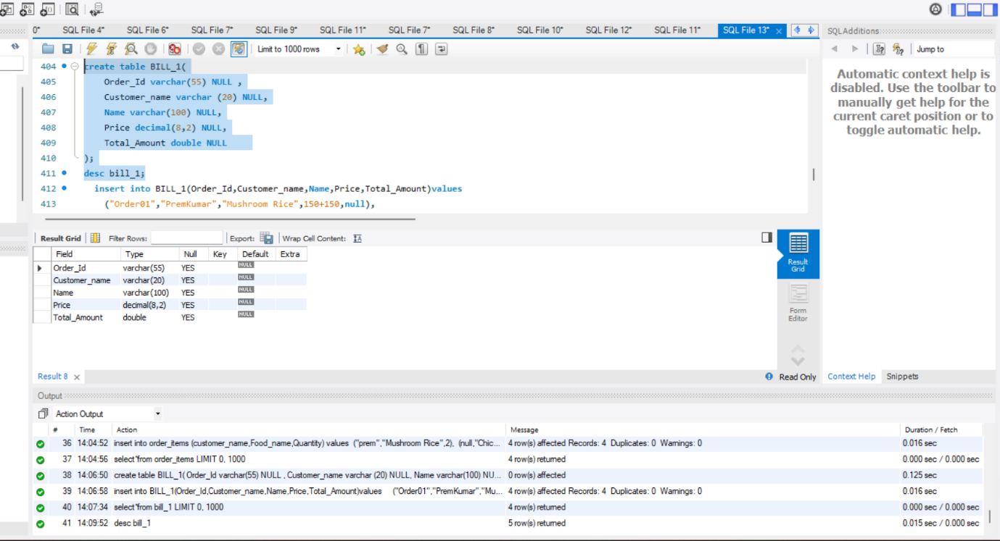 0* SQL File 4* SQL File 6* SQL File 7* SQL File 9* SQL File 11* SQL File 7* SQL File 8* SQL File 10* SQL File 12* SQL File 11* SQL File 13* SQLAdditions
Limit to 1000 rows Jump to
404 create table BILL_1(
405 Order_Id varchar(55) NULL ,
406 Customer_name varchar (20) NULL,
407 Name varchar(100) NULL,
408 Price decimal(8,2) NULL,
409 Total_Amount double NULL
410 );
411 desc bill_1;
412 insert into BILL_1(Order_Id,Customer_name,Name,Price,Total_Amount)values
413 ("Order01","PremKumar","Mushroom Rice",150+150,null),
Automatic context help is
disabled. Use the toolbar to
manually get help for the
current caret position or to
toggle automatic help.
Result Grid Filter Rows: Export: Wrap Cell Content:
Field Type Null Key Default Extra
Order_Id varchar(55) YES NULL
Customer_name varchar(20) YES NULL
Name varchar(100) YES NULL
Price decimal(8,2) YES NULL
Total_Amount double YES NULL
Result
Grid
Form
Editor
Result 8 Read Only Context Help Snippets
Output
Action Output
# Time Action Message Duration / Fetch
36 14:04:52 insert into order_items (customer_name,Food_name,Quantity) values ("prem","Mushroom Rice",2), (null,"Chic... 4 row(s) affected Records: 4 Duplicates: 0 Warnings: 0 0.016 sec
37 14:04:56 select*from order_items LIMIT 0, 1000 4 row(s) returned 0.000 sec / 0.000 sec
38 14:06:50 create table BILL_1( Order_Id varchar(55) NULL , Customer_name varchar (20) NULL, Name varchar(100) NU... 0 row(s) affected 0.125 sec
39 14:06:58 insert into BILL_1(Order_Id,Customer_name,Name,Price,Total_Amount)values ("Order01","PremKumar","Mu... 4 row(s) affected Records: 4 Duplicates: 0 Warnings: 0 0.016 sec
40 14:07:34 select*from bill_1 LIMIT 0, 1000 4 row(s) returned 0.000 sec / 0.000 sec
41 14:09:52 desc bill_1 5 row(s) returned 0.015 sec / 0.000 sec